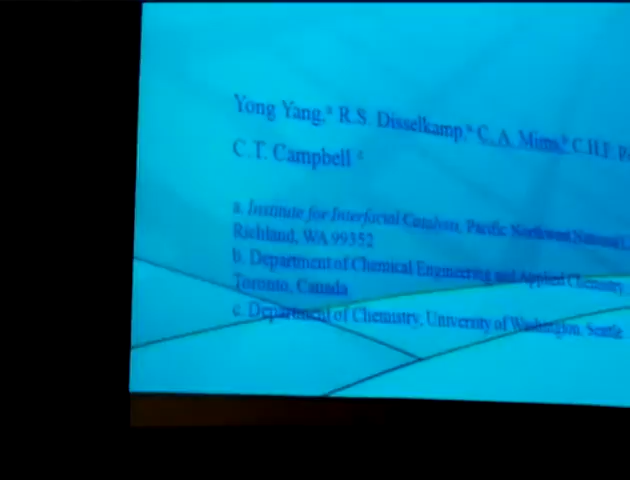 Yong Yang,ᵃ R.S. Disselkamp,ᵃ C. A. Mims,ᵇ C.H.F.
C.T. Campbell ᶜ
a. Institute for Interfacial Catalysis, Pacific Northwest National
Richland, WA 99352
b. Department of Chemical Engineering and Applied Chemistry,
Toronto, Canada
c. Department of Chemistry, University of Washington, Seattle